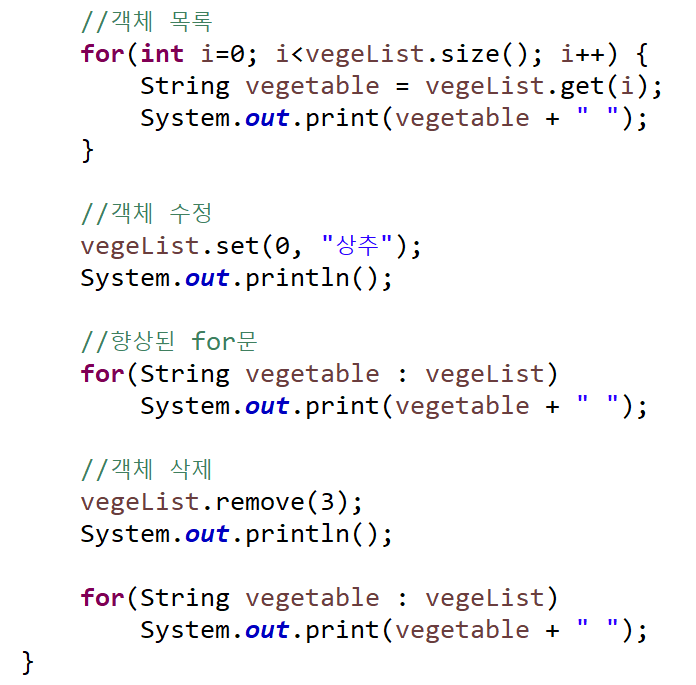 //객체 목록
for(int i=0; i<vegeList.size(); i++) {
    String vegetable = vegeList.get(i);
    System.out.print(vegetable + " ");
}
//객체 수정
vegeList.set(0, "상추");
System.out.println();
//향상된 for문
for(String vegetable : vegeList)
    System.out.print(vegetable + " ");
//객체 삭제
vegeList.remove(3);
System.out.println();
for(String vegetable : vegeList)
    System.out.print(vegetable + " ");
}